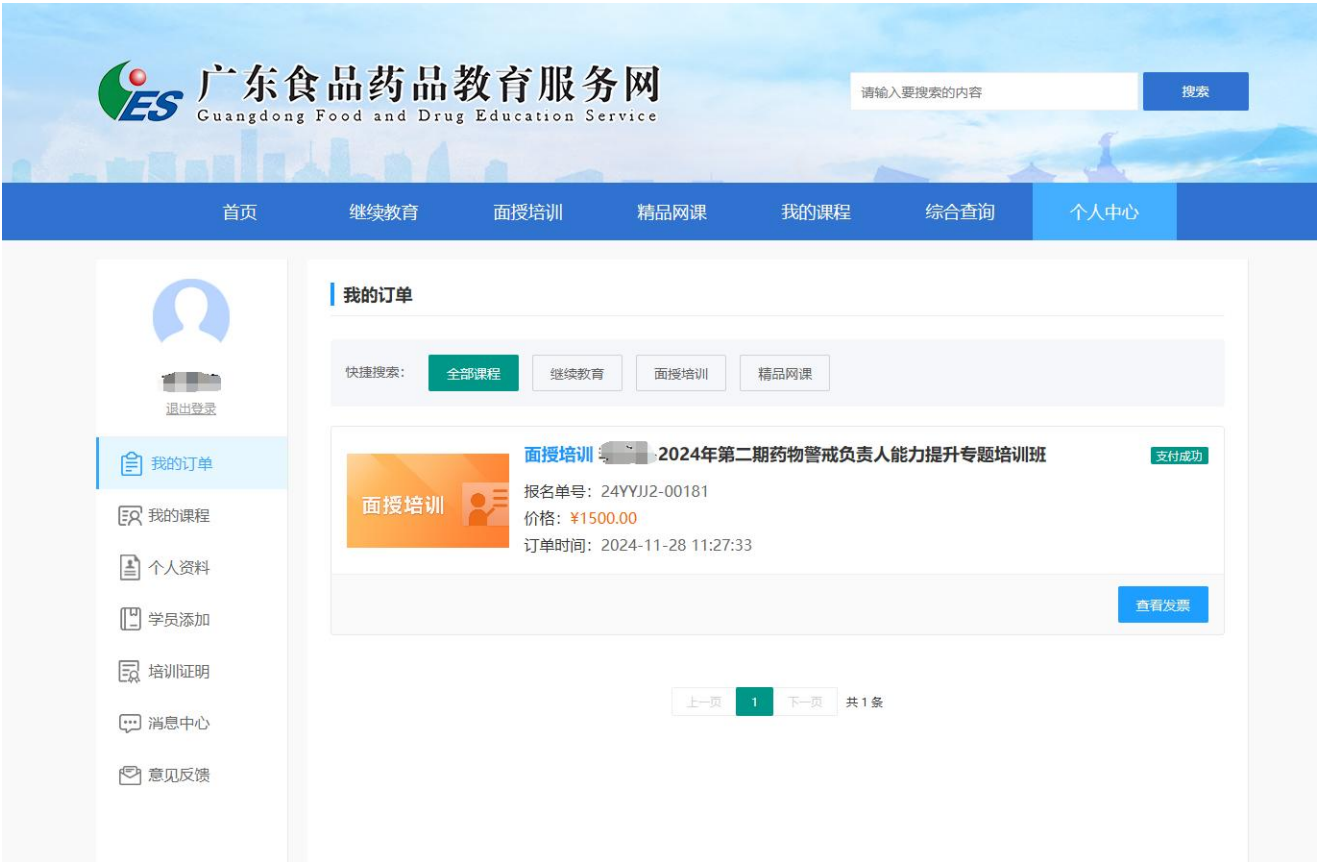 YES 广东食品药品教育服务网
Guangdong Food and Drug Education Service
请输入要搜索的内容 搜索
首页 继续教育 面授培训 精品网课 我的课程 综合查询 个人中心
退出登录
我的订单
我的课程
个人资料
学员添加
培训证明
消息中心
意见反馈
我的订单
快捷搜索： 全部课程 继续教育 面授培训 精品网课
面授培训
面授培训 2024年第二期药物警戒负责人能力提升专题培训班 支付成功
报名单号：24YYJJ2-00181
价格：¥1500.00
订单时间：2024-11-28 11:27:33
查看发票
上一页 1 下一页 共 1 条